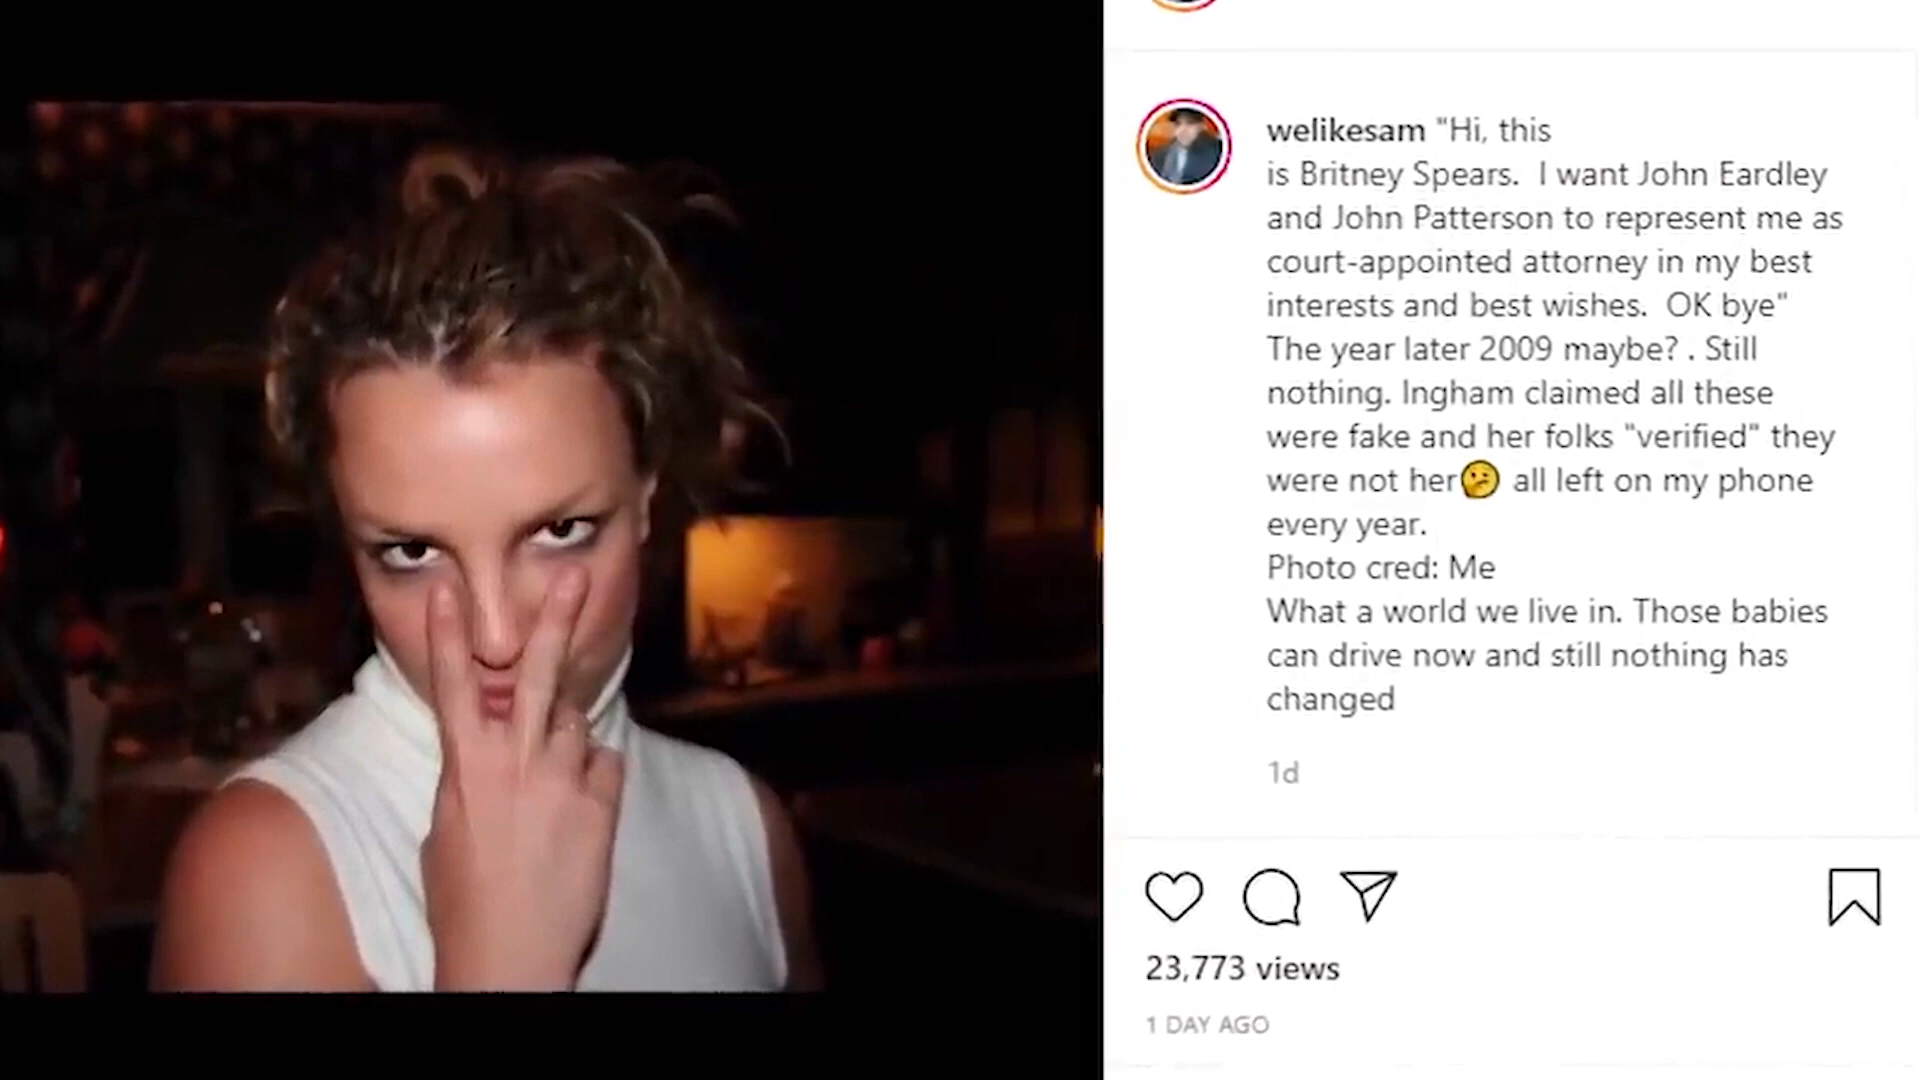 welikesam "Hi, this
is Britney Spears.  I want John Eardley
and John Patterson to represent me as
court-appointed attorney in my best
interests and best wishes.  OK bye"
The year later 2009 maybe? . Still
nothing. Ingham claimed all these
were fake and her folks "verified" they
were not her🤔 all left on my phone
every year.
Photo cred: Me
What a world we live in. Those babies
can drive now and still nothing has
changed
1d
23,773 views
1 DAY AGO